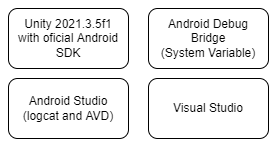 Unity 2021.3.5f1
with oficial Android
SDK
Android Debug
Bridge
(System Variable)
Android Studio
(logcat and AVD)
Visual Studio